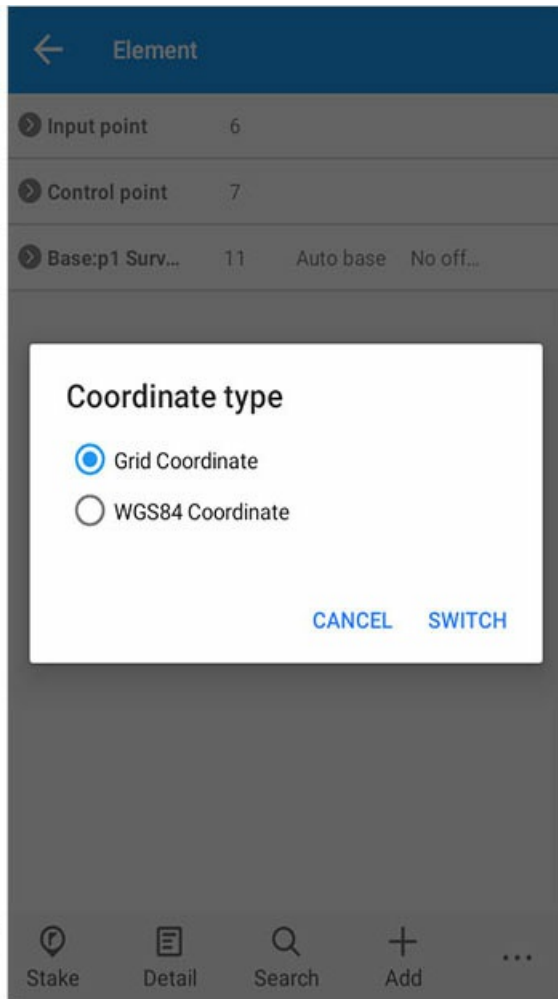 Element
Input point 6
Control point 7
Base:p1 Surv... 11 Auto base No off...
Coordinate type
Grid Coordinate
WGS84 Coordinate
CANCEL SWITCH
Stake Detail Search Add ...